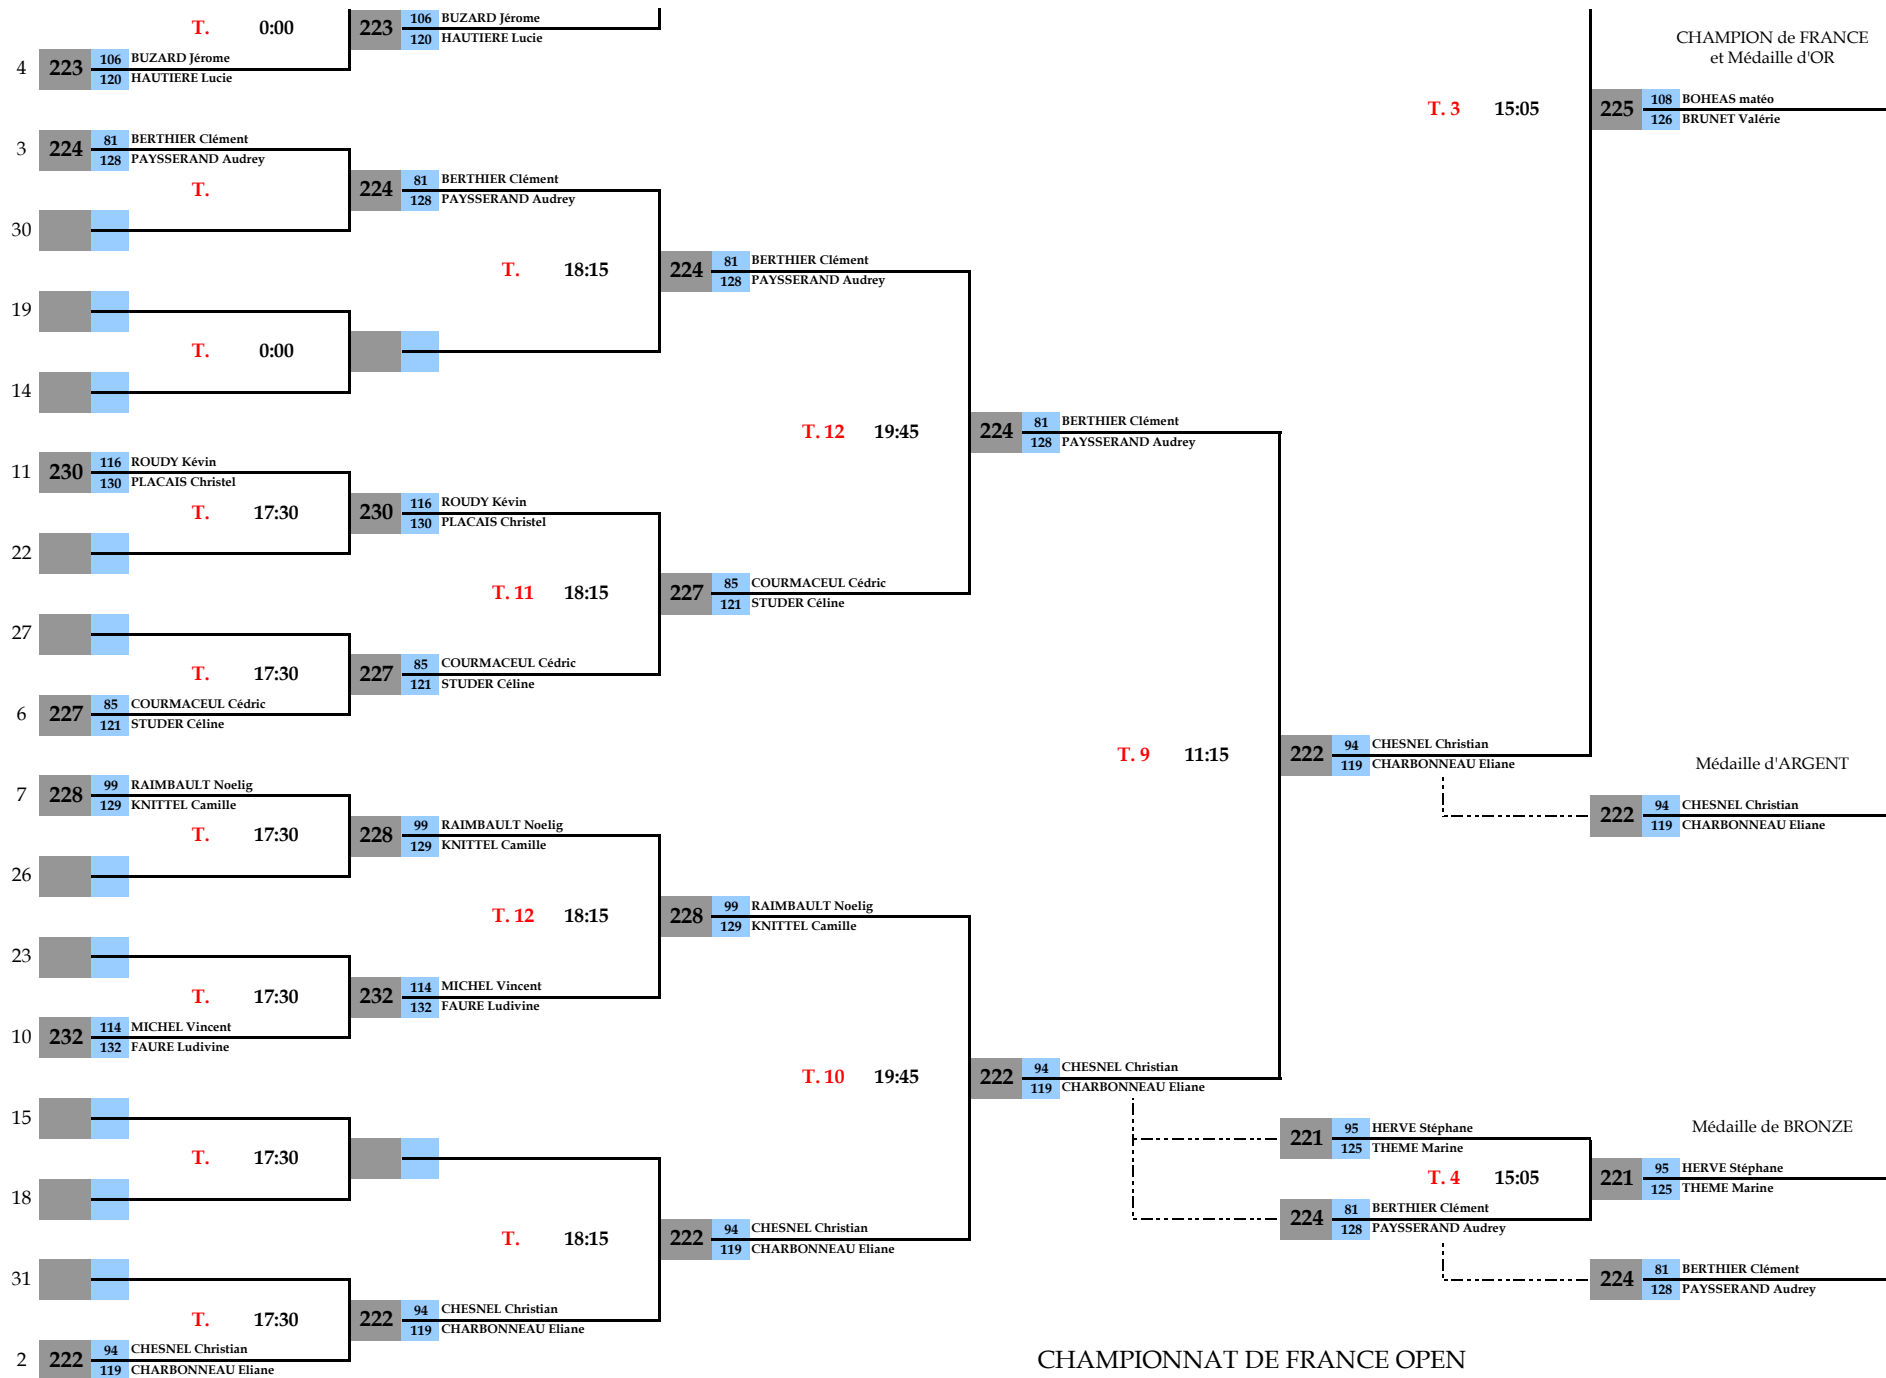 T. 0:00
223 106 BUZARD Jérome
120 HAUTIERE Lucie
4 223 106 BUZARD Jérome
120 HAUTIERE Lucie
CHAMPION de FRANCE
et Médaille d'OR
T. 3 15:05
225 108 BOHEAS matéo
126 BRUNET Valérie
3 224 81 BERTHIER Clément
128 PAYSSERAND Audrey
T.
224 81 BERTHIER Clément
128 PAYSSERAND Audrey
30
T. 18:15
224 81 BERTHIER Clément
128 PAYSSERAND Audrey
19
T. 0:00
14
T. 12 19:45
224 81 BERTHIER Clément
128 PAYSSERAND Audrey
11 230 116 ROUDY Kévin
130 PLACAIS Christel
T. 17:30
230 116 ROUDY Kévin
130 PLACAIS Christel
22
T. 11 18:15
227 85 COURMACEUL Cédric
121 STUDER Céline
27
T. 17:30
227 85 COURMACEUL Cédric
121 STUDER Céline
6 227 85 COURMACEUL Cédric
121 STUDER Céline
T. 9 11:15
222 94 CHESNEL Christian
119 CHARBONNEAU Eliane
Médaille d'ARGENT
222 94 CHESNEL Christian
119 CHARBONNEAU Eliane
7 228 99 RAIMBAULT Noelig
129 KNITTEL Camille
T. 17:30
228 99 RAIMBAULT Noelig
129 KNITTEL Camille
26
T. 12 18:15
228 99 RAIMBAULT Noelig
129 KNITTEL Camille
23
T. 17:30
232 114 MICHEL Vincent
132 FAURE Ludivine
10 232 114 MICHEL Vincent
132 FAURE Ludivine
T. 10 19:45
222 94 CHESNEL Christian
119 CHARBONNEAU Eliane
15
T. 17:30
18
221 95 HERVE Stéphane
125 THEME Marine
Médaille de BRONZE
T. 4 15:05
221 95 HERVE Stéphane
125 THEME Marine
224 81 BERTHIER Clément
128 PAYSSERAND Audrey
T. 18:15
222 94 CHESNEL Christian
119 CHARBONNEAU Eliane
224 81 BERTHIER Clément
128 PAYSSERAND Audrey
31
T. 17:30
222 94 CHESNEL Christian
119 CHARBONNEAU Eliane
2 222 94 CHESNEL Christian
119 CHARBONNEAU Eliane
CHAMPIONNAT DE FRANCE OPEN